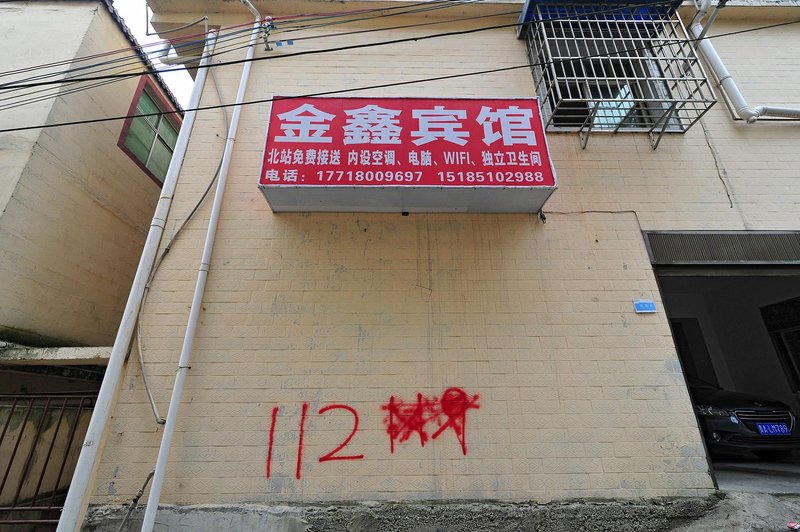 金鑫宾馆
北站免费接送 内设空调、电脑、WIFI、独立卫生间
电话：17718009697 15185102988
112